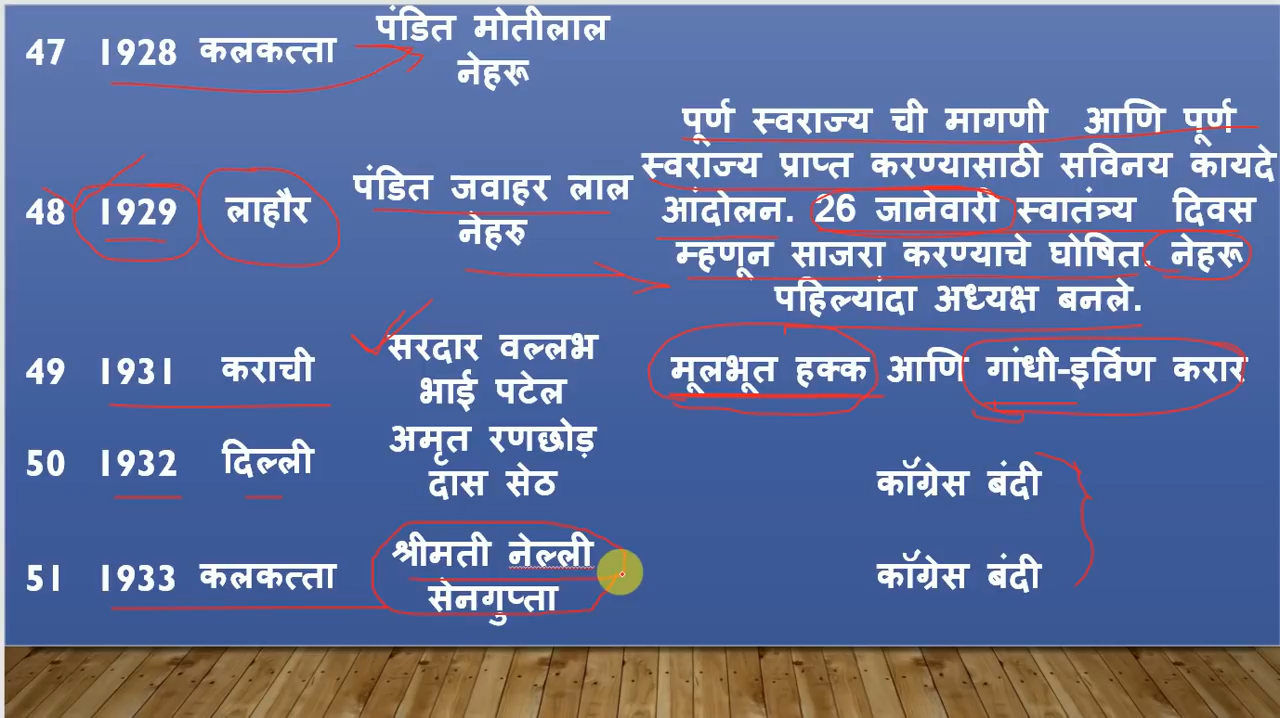 47 1928 कलकत्ता पंडित मोतीलाल
नेहरू
48 1929 लाहौर पंडित जवाहर लाल
नेहरु
पूर्ण स्वराज्य ची मागणी आणि पूर्ण
स्वराज्य प्राप्त करण्यासाठी सविनय कायदे
आंदोलन. 26 जानेवारी स्वातंत्र्य दिवस
म्हणून साजरा करण्याचे घोषित. नेहरू
पहिल्यांदा अध्यक्ष बनले.
49 1931 कराची सरदार वल्लभ
भाई पटेल
मूलभूत हक्क आणि गांधी-इर्विण करार
50 1932 दिल्ली अमृत रणछोड़
दास सेठ
कॉग्रेस बंदी
51 1933 कलकत्ता श्रीमती नेल्ली
सेनगुप्ता
कॉग्रेस बंदी